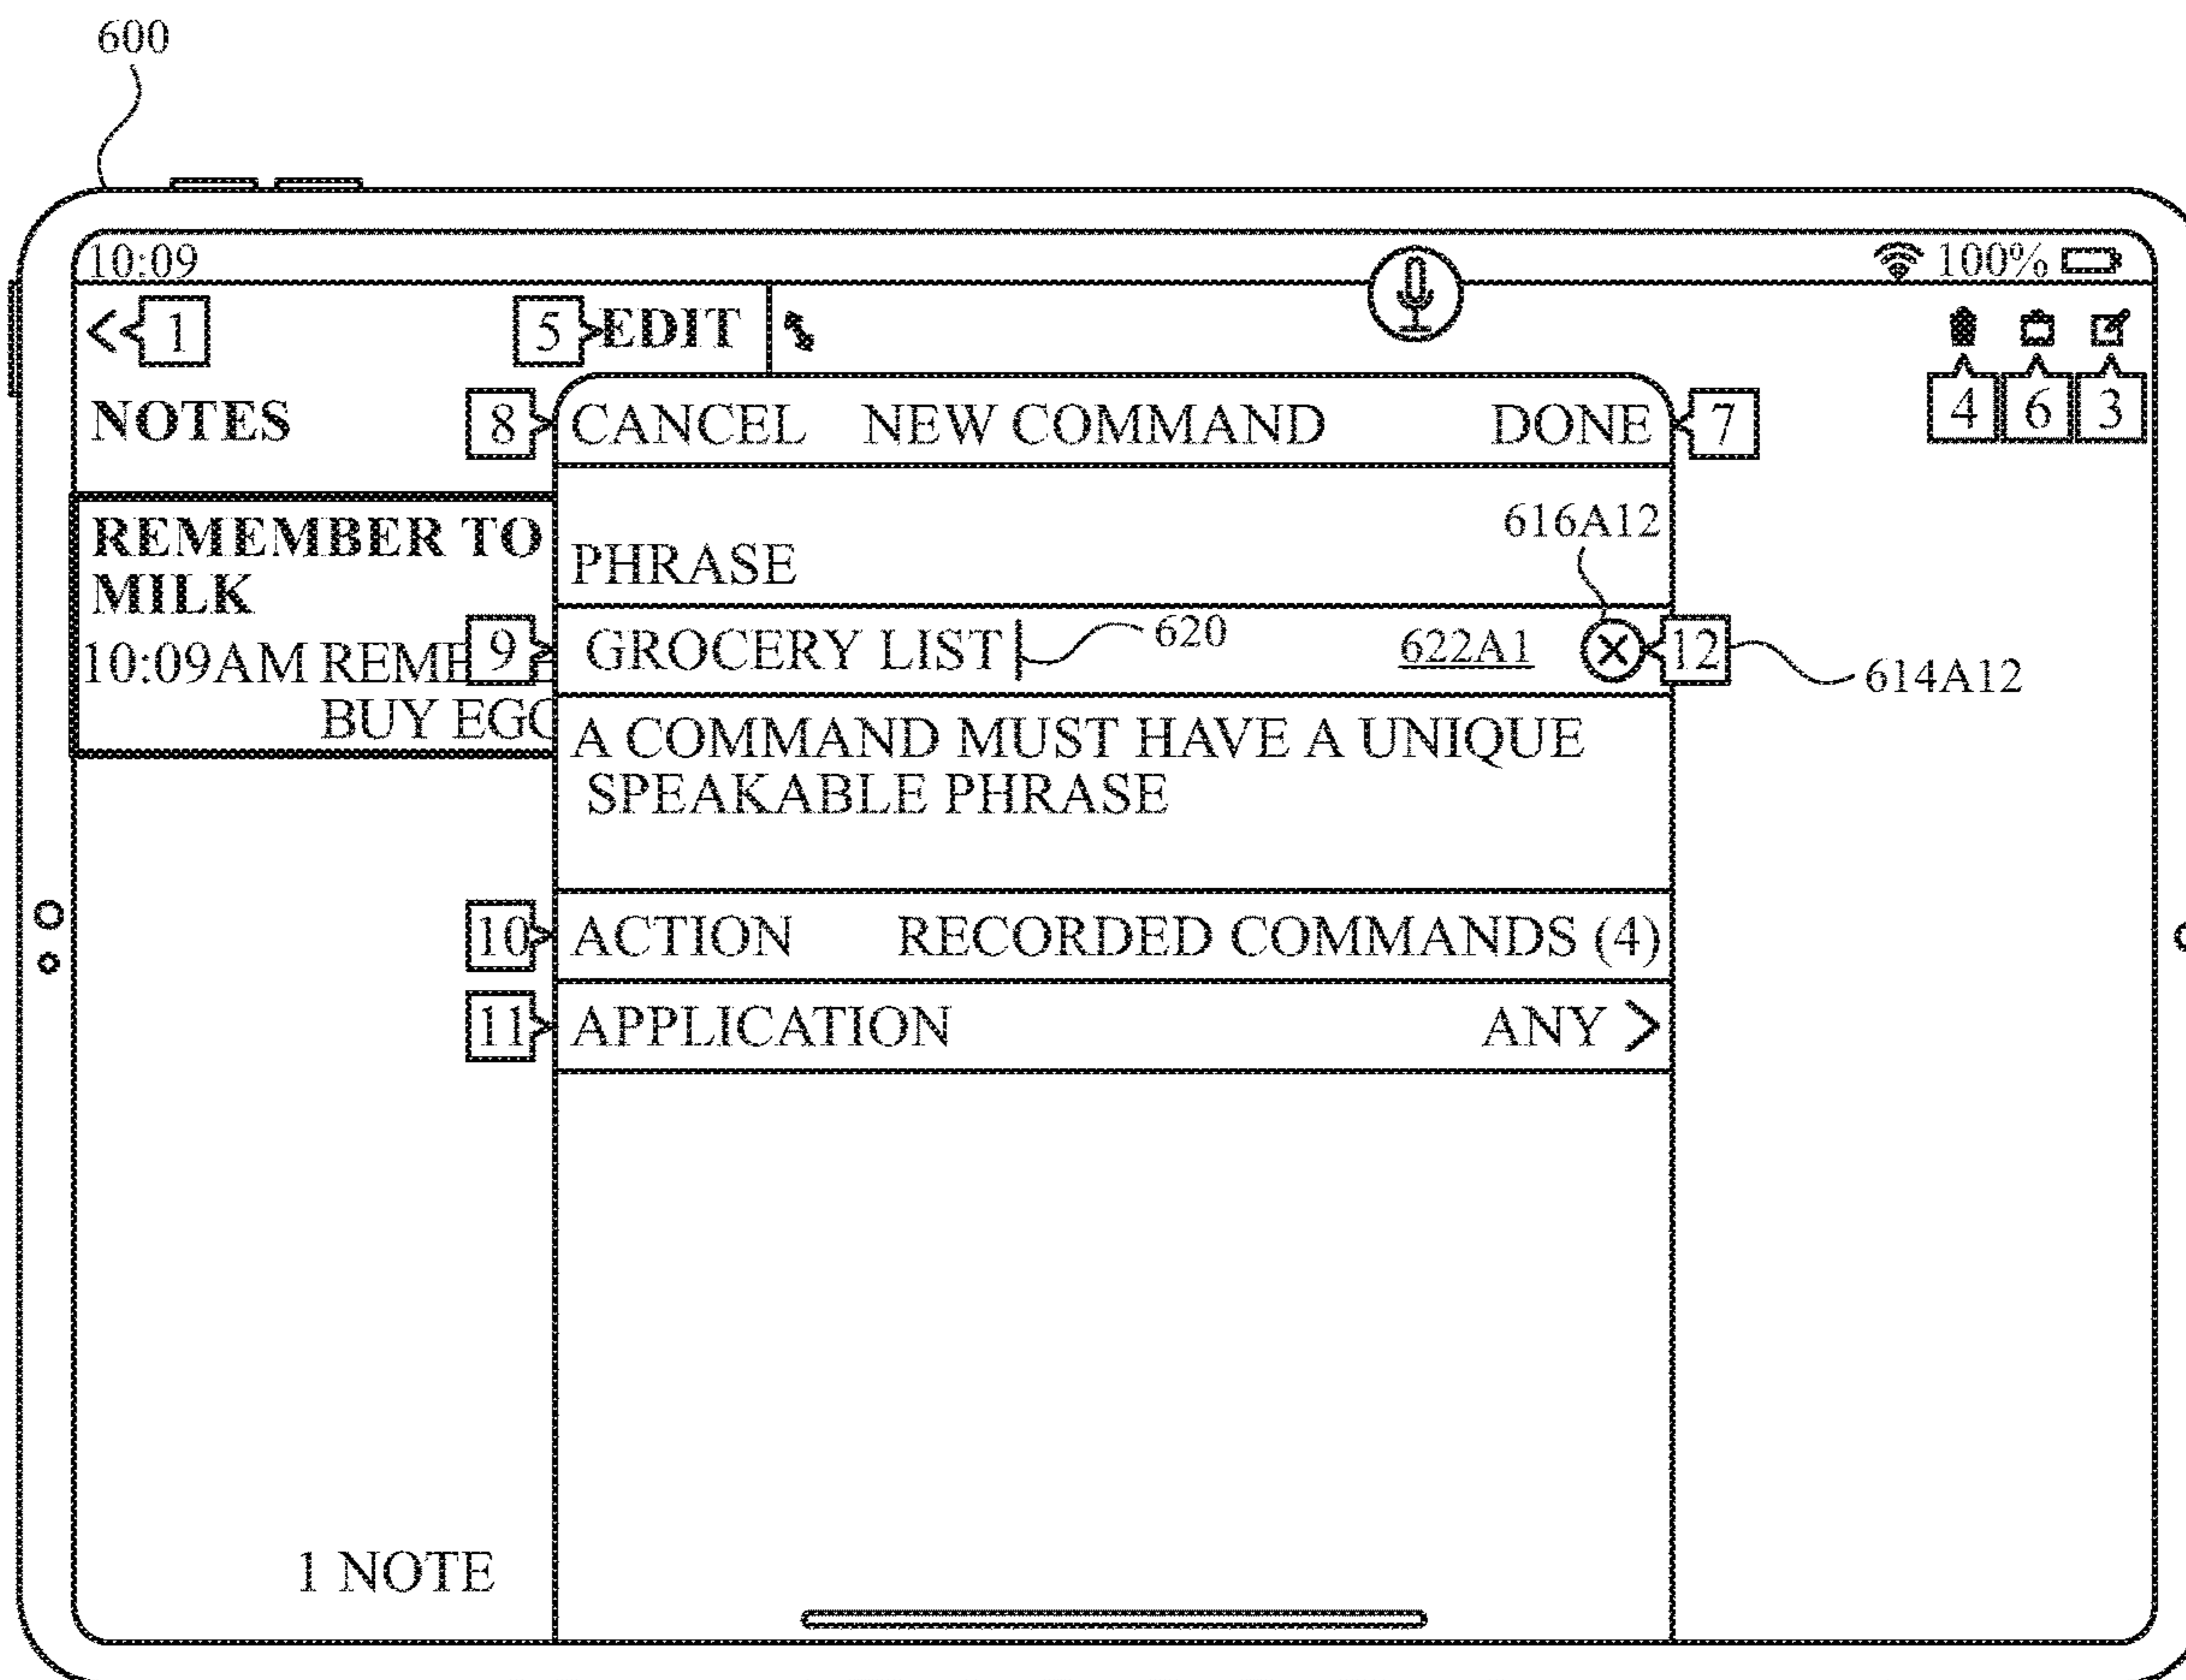 600
10:09
100%
1
5
EDIT
4
6
3
NOTES
8
CANCEL
NEW COMMAND
DONE
7
REMEMBER TO
MILK
PHRASE
616A12
10:09AM REME
BUY EGG
9
GROCERY LIST
620
622A1
12
614A12
A COMMAND MUST HAVE A UNIQUE
SPEAKABLE PHRASE
10
ACTION
RECORDED COMMANDS (4)
11
APPLICATION
ANY >
1 NOTE